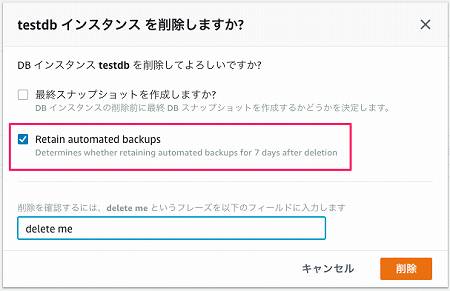 testdb インスタンス を削除しますか?
DB インスタンス testdb を削除してよろしいですか?
最終スナップショットを作成しますか?
DB インスタンスの削除前に最終 DB スナップショットを作成するかどうかを決定します。
Retain automated backups
Determines whether retaining automated backups for 7 days after deletion
削除を確認するには、delete me というフレーズを以下のフィールドに入力します
delete me
キャンセル
削除